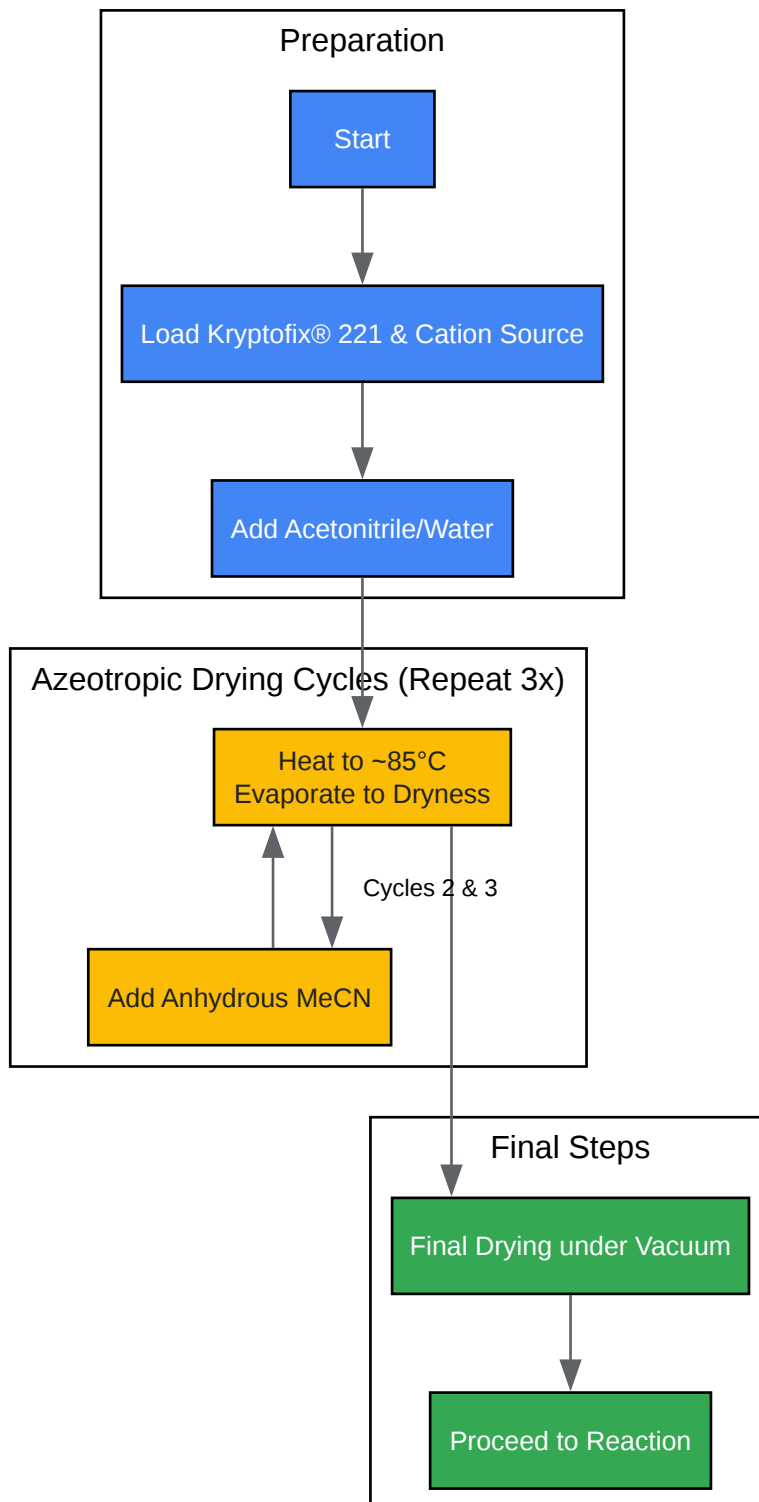 Preparation
Start
Load Kryptofix® 221 & Cation Source
Add Acetonitrile/Water
Azeotropic Drying Cycles (Repeat 3x)
Heat to ~85°C
Evaporate to Dryness
Cycles 2 & 3
Add Anhydrous MeCN
Final Steps
Final Drying under Vacuum
Proceed to Reaction